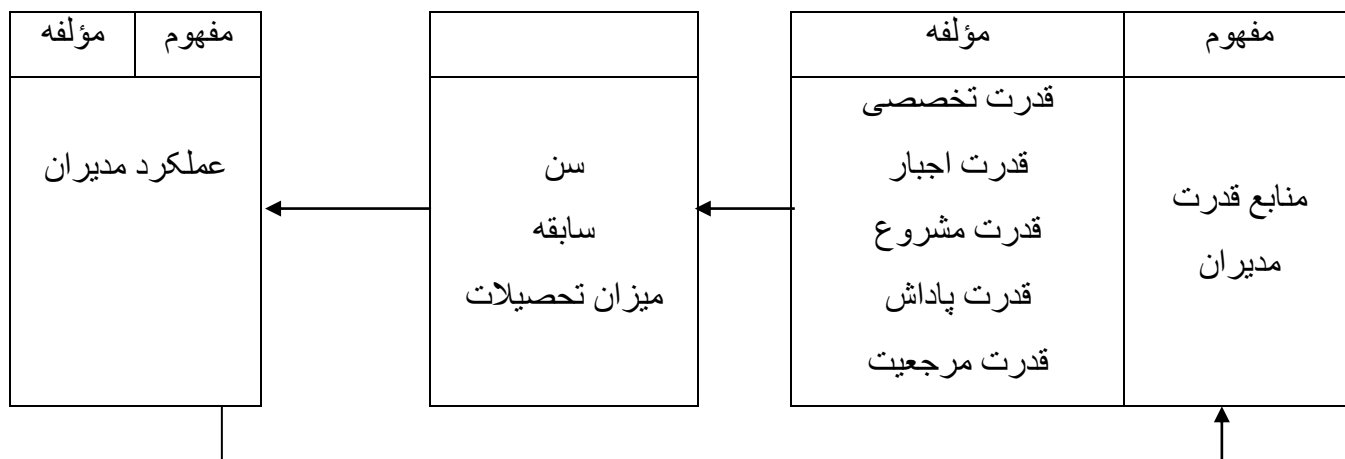 مفهوم
مؤلفه
منابع قدرت
مدیران
قدرت تخصصی
قدرت اجبار
قدرت مشروع
قدرت پاداش
قدرت مرجعیت
سن
سابقه
میزان تحصیلات
مفهوم
مؤلفه
عملکرد مدیران